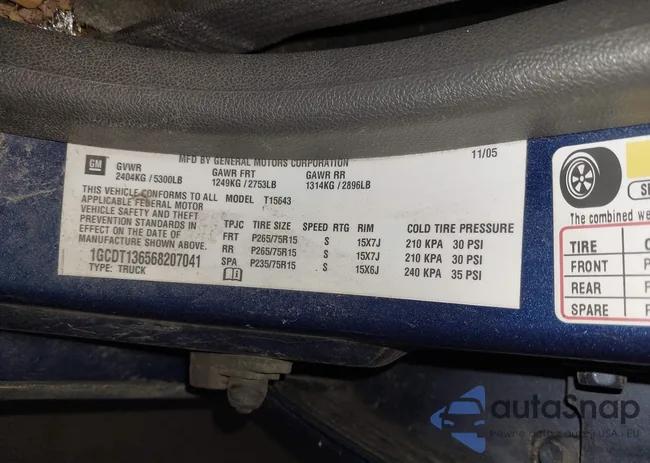 MFD BY GENERAL MOTORS CORPORATION 11/05
GM GVWR GAWR FRT GAWR RR
2404KG / 5300LB 1249KG / 2753LB 1314KG / 2896LB
THIS VEHICLE CONFORMS TO ALL MODEL T15643
APPLICABLE FEDERAL MOTOR
VEHICLE SAFETY AND THEFT
PREVENTION STANDARDS IN
EFFECT ON THE DATE OF
MANUFACTURE SHOWN ABOVE
1GCDT136568207041
TYPE: TRUCK
TPJC TIRE SIZE SPEED RTG RIM COLD TIRE PRESSURE
FRT P265/75R15 S 15X7J 210 KPA 30 PSI
RR P265/75R15 S 15X7J 210 KPA 30 PSI
SPA P235/75R15 S 15X6J 240 KPA 35 PSI
The combined
TIRE
FRONT
REAR
SPARE
autoSnap